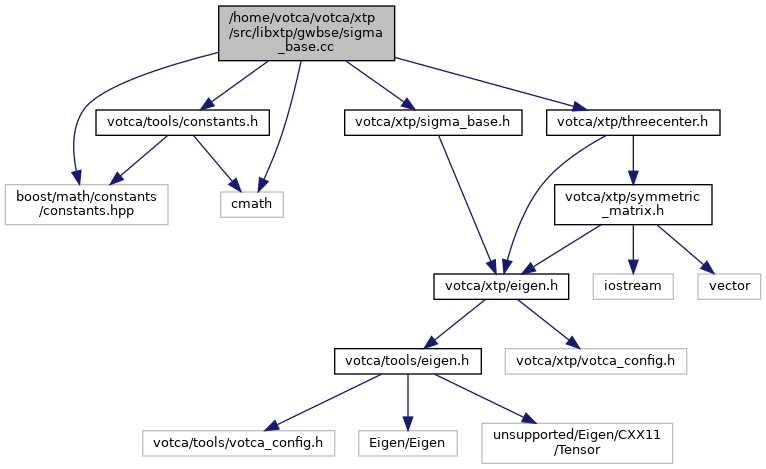 /home/votca/votca/xtp
/src/libxtp/gwbse/sigma
_base.cc
votca/tools/constants.h
votca/xtp/sigma_base.h
votca/xtp/threecenter.h
boost/math/constants
/constants.hpp
cmath
votca/xtp/symmetric
_matrix.h
votca/xtp/eigen.h
iostream
vector
votca/tools/eigen.h
votca/xtp/votca_config.h
votca/tools/votca_config.h
Eigen/Eigen
unsupported/Eigen/CXX11
/Tensor